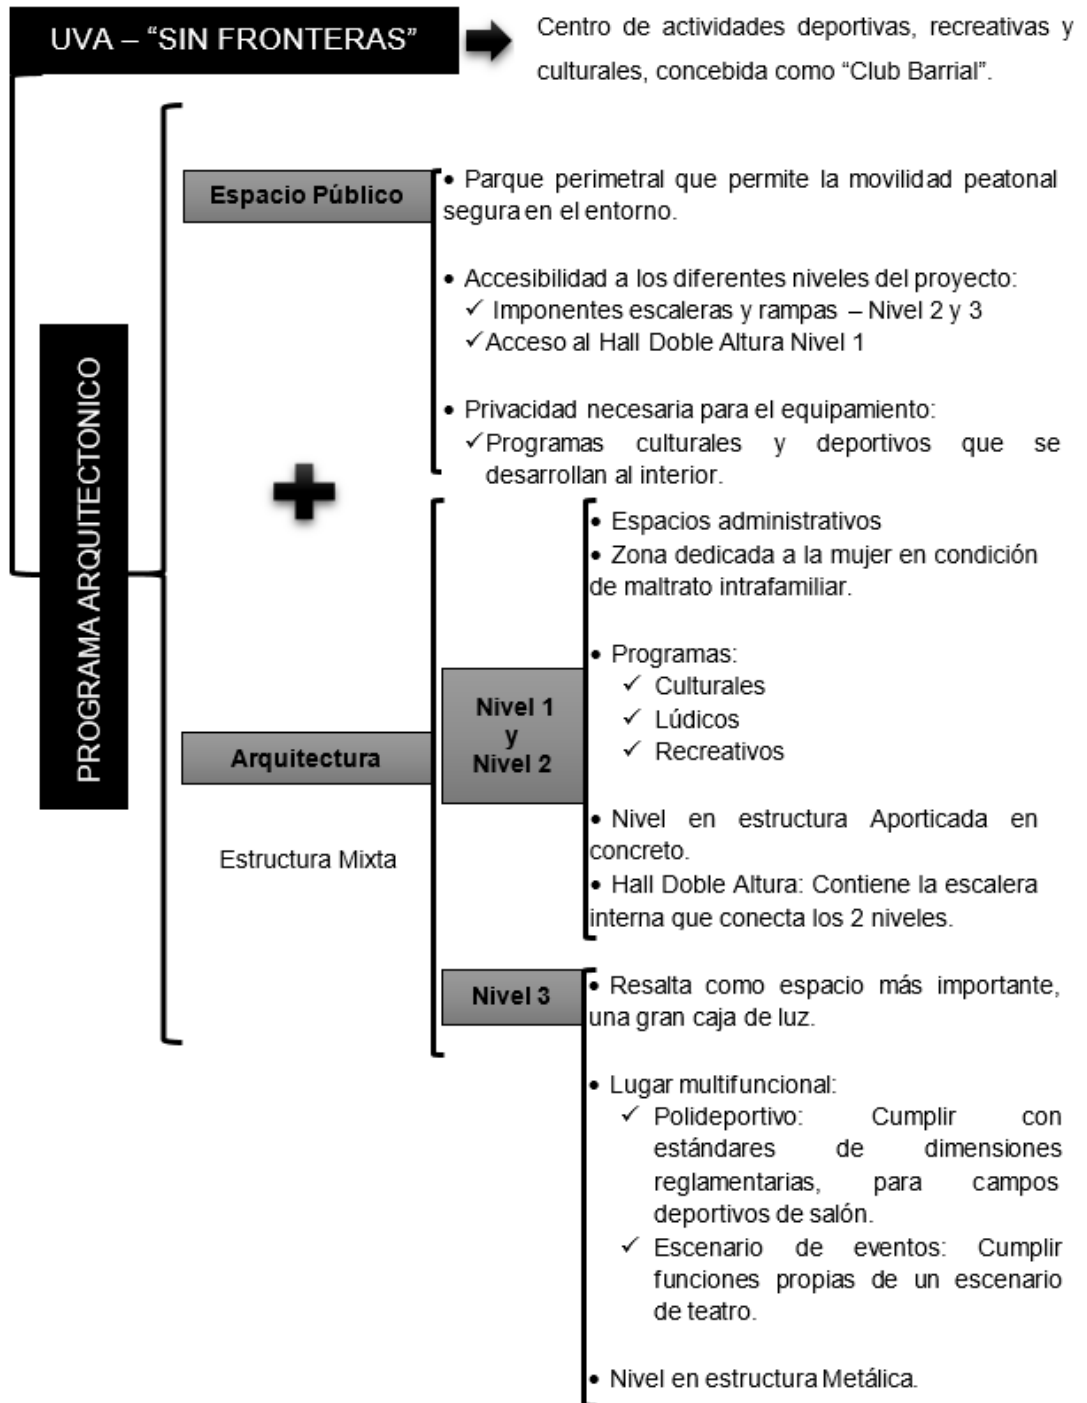 UVA – “SIN FRONTERAS”
Centro de actividades deportivas, recreativas y
culturales, concebida como “Club Barrial”.
PROGRAMA ARQUITECTONICO
Espacio Público
• Parque perimetral que permite la movilidad peatonal
segura en el entorno.
• Accesibilidad a los diferentes niveles del proyecto:
✓ Imponentes escaleras y rampas – Nivel 2 y 3
✓ Acceso al Hall Doble Altura Nivel 1
• Privacidad necesaria para el equipamiento:
✓ Programas culturales y deportivos que se
desarrollan al interior.
Arquitectura
Estructura Mixta
Nivel 1
y
Nivel 2
• Espacios administrativos
• Zona dedicada a la mujer en condición
de maltrato intrafamiliar.
• Programas:
✓ Culturales
✓ Lúdicos
✓ Recreativos
• Nivel en estructura Aporticada en
concreto.
• Hall Doble Altura: Contiene la escalera
interna que conecta los 2 niveles.
Nivel 3
• Resalta como espacio más importante,
una gran caja de luz.
• Lugar multifuncional:
✓ Polideportivo: Cumplir con
estándares de dimensiones
reglamentarias, para campos
deportivos de salón.
✓ Escenario de eventos: Cumplir
funciones propias de un escenario
de teatro.
• Nivel en estructura Metálica.